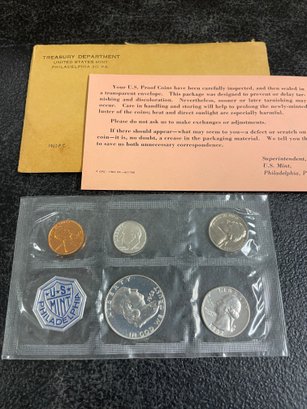 TREASURY DEPARTMENT
UNITED STATES MINT
PHILADELPHIA 30, PA.
Your U.S. Proof Coins have been carefully inspected, and then sealed in
a transparent envelope. This package was designed to prevent or delay tar-
nishing and discoloration. Nevertheless, sooner or later tarnishing may
occur. Care in handling and storing will help to prolong the newly-minted
luster of the coins; heat and direct sunlight are especially harmful.
Please do not ask us to make exchanges or adjustments.
If there should appear—what may seem to you—a defect or scratch on
coin—it is, no doubt, a crease in the packaging material. We tell you th
to save us both unnecessary correspondence.
Superintendent,
U.S. Mint,
Philadelphia, P
U.S.
MINT
PHILADELPHIA
IN GOD WE